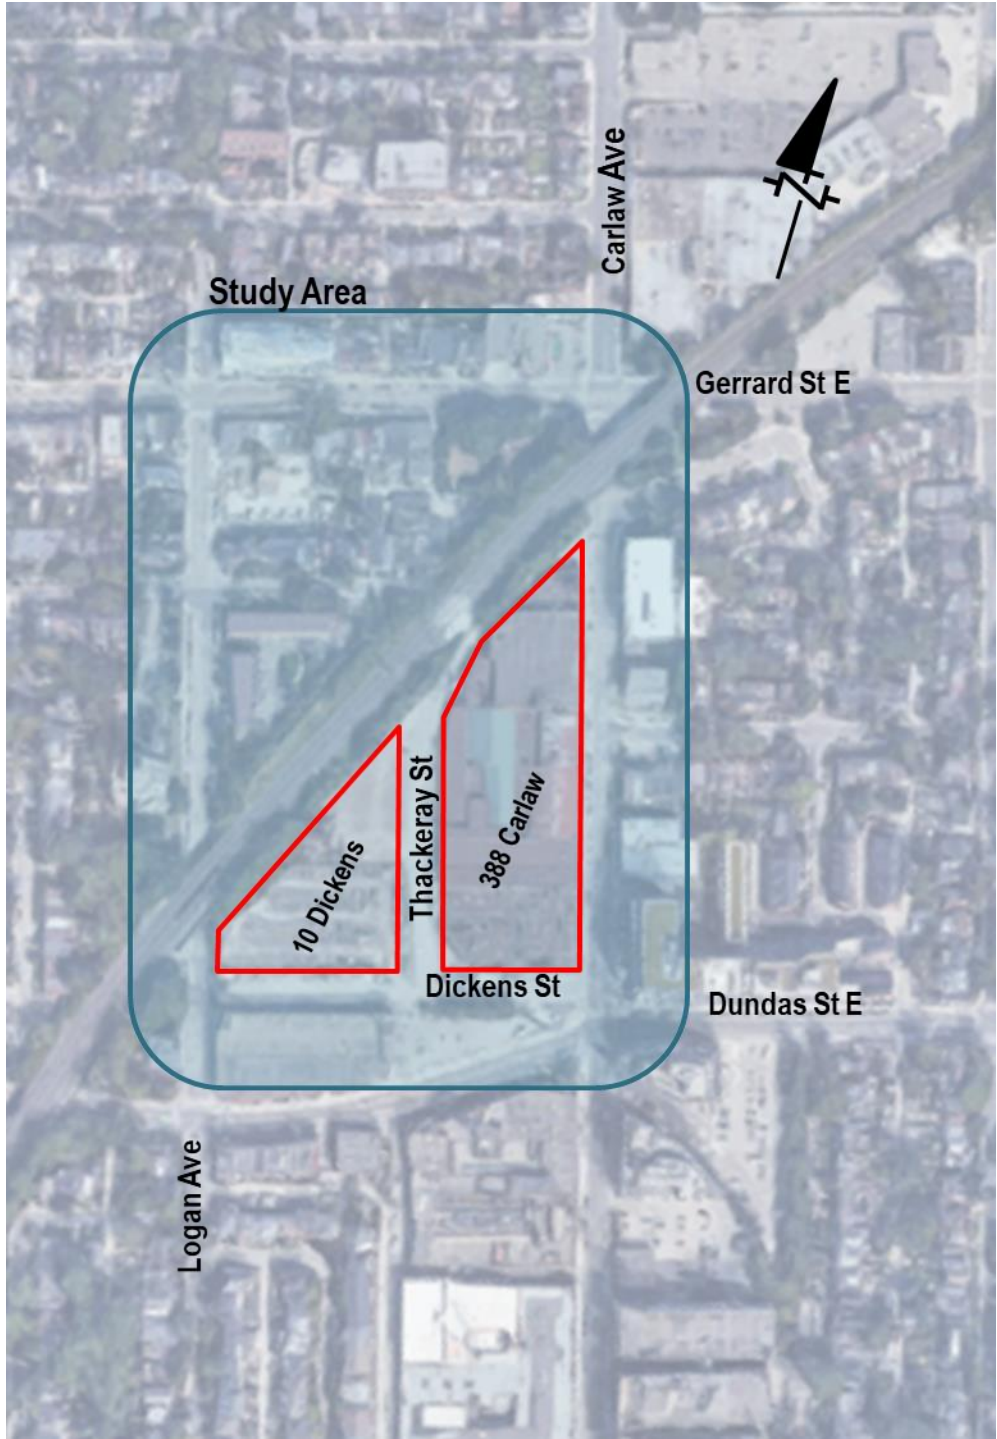 Carlaw Ave
N
Study Area
Gerrard St E
Thackeray St
388 Carlaw
10 Dickens
Dickens St
Dundas St E
Logan Ave